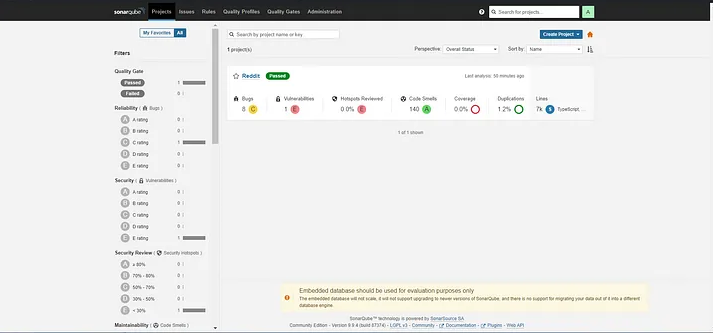 sonarqube Projects Issues Rules Quality Profiles Quality Gates Administration ? Search for projects... A
My Favorites All
Search by project name or key
Create Project
Filters
1 project(s)
Perspective: Overall Status
Sort by: Name
Quality Gate
Passed 1
Failed 0
Reliability ( Bugs )
A rating 0
B rating 0
C rating 1
D rating 0
E rating 0
Security ( Vulnerabilities )
A rating 0
B rating 0
C rating 0
D rating 0
E rating 1
Security Review ( Security Hotspots )
A ≥ 80% 0
B 70% - 80% 0
C 50% - 70% 0
D 30% - 50% 0
E < 30% 1
Maintainability ( Code Smells )
Reddit Passed
Last analysis: 50 minutes ago
Bugs Vulnerabilities Hotspots Reviewed Code Smells Coverage Duplications Lines
8 C 1 E 0.0% E 140 A 0.0% 1.2% 7k S TypeScript, ...
1 of 1 shown
Embedded database should be used for evaluation purposes only
The embedded database will not scale, it will not support upgrading to newer versions of SonarQube, and there is no support for migrating your data out of it into a different
database engine.
SonarQube™ technology is powered by SonarSource SA
Community Edition - Version 9.9.4 (build 87374) - LGPL v3 - Community - Documentation - Plugins - Web API